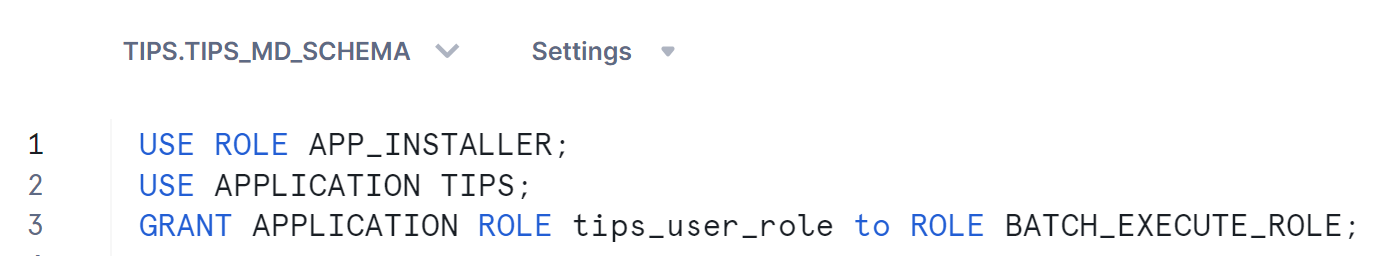 TIPS.TIPS_MD_SCHEMA Settings
1 USE ROLE APP_INSTALLER;
2 USE APPLICATION TIPS;
3 GRANT APPLICATION ROLE tips_user_role to ROLE BATCH_EXECUTE_ROLE;